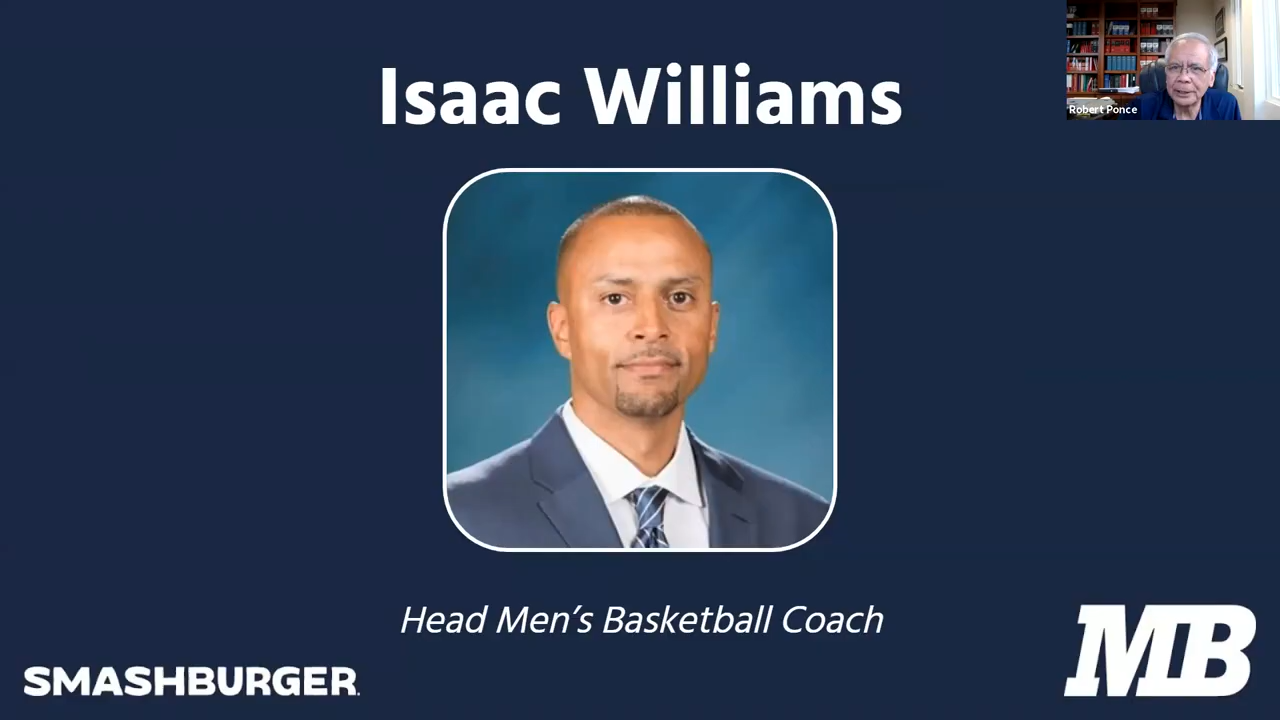 Isaac Williams
Robert Ponce
Head Men's Basketball Coach
SMASHBURGER.
MB